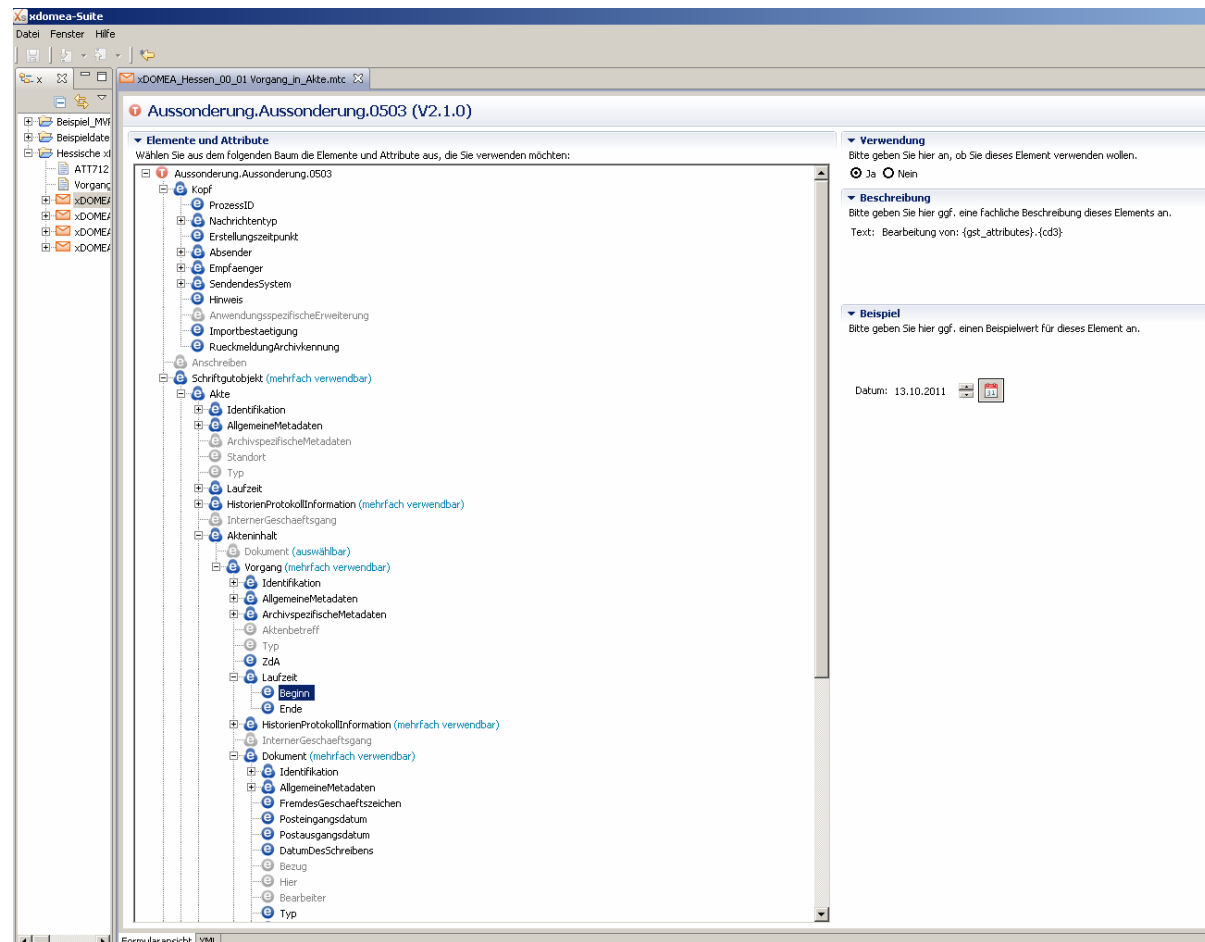 xdomea-Suite
Datei Fenster Hilfe
x
xDOMEA_Hessen_00_01 Vorgang_in_Akte.mtc
Beispiel_MVP
Beispieldate
Hessische x
ATT712
Vorgang
xDOMEA
xDOMEA
xDOMEA
xDOMEA
Aussonderung.Aussonderung.0503 (V2.1.0)
Elemente und Attribute
Wählen Sie aus dem folgenden Baum die Elemente und Attribute aus, die Sie verwenden möchten:
Aussonderung.Aussonderung.0503
Kopf
ProzessID
Nachrichtentyp
Erstellungszeitpunkt
Absender
Empfaenger
SendendesSystem
Hinweis
AnwendungsspezifischeErweiterung
Importbestaetigung
RueckmeldungArchivkennung
Anschreiben
Schriftgutobjekt (mehrfach verwendbar)
Akte
Identifikation
AllgemeineMetadaten
ArchivspezifischeMetadaten
Standort
Typ
Laufzeit
HistorienProtokollInformation (mehrfach verwendbar)
InternerGeschaeftsgang
Akteninhalt
Dokument (auswählbar)
Vorgang (mehrfach verwendbar)
Identifikation
AllgemeineMetadaten
ArchivspezifischeMetadaten
Aktenbetreff
Typ
ZdA
Laufzeit
Beginn
Ende
HistorienProtokollInformation (mehrfach verwendbar)
InternerGeschaeftsgang
Dokument (mehrfach verwendbar)
Identifikation
AllgemeineMetadaten
FremdesGeschaeftszeichen
Posteingangsdatum
Postausgangsdatum
DatumDesSchreibens
Bezug
Hier
Bearbeiter
Typ
Verwendung
Bitte geben Sie hier an, ob Sie dieses Element verwenden wollen.
Ja Nein
Beschreibung
Bitte geben Sie hier ggf. eine fachliche Beschreibung dieses Elements an.
Text: Bearbeitung von: {gst_attributes}.{cd3}
Beispiel
Bitte geben Sie hier ggf. einen Beispielwert für dieses Element an.
Datum: 13.10.2011
Formularansicht XML